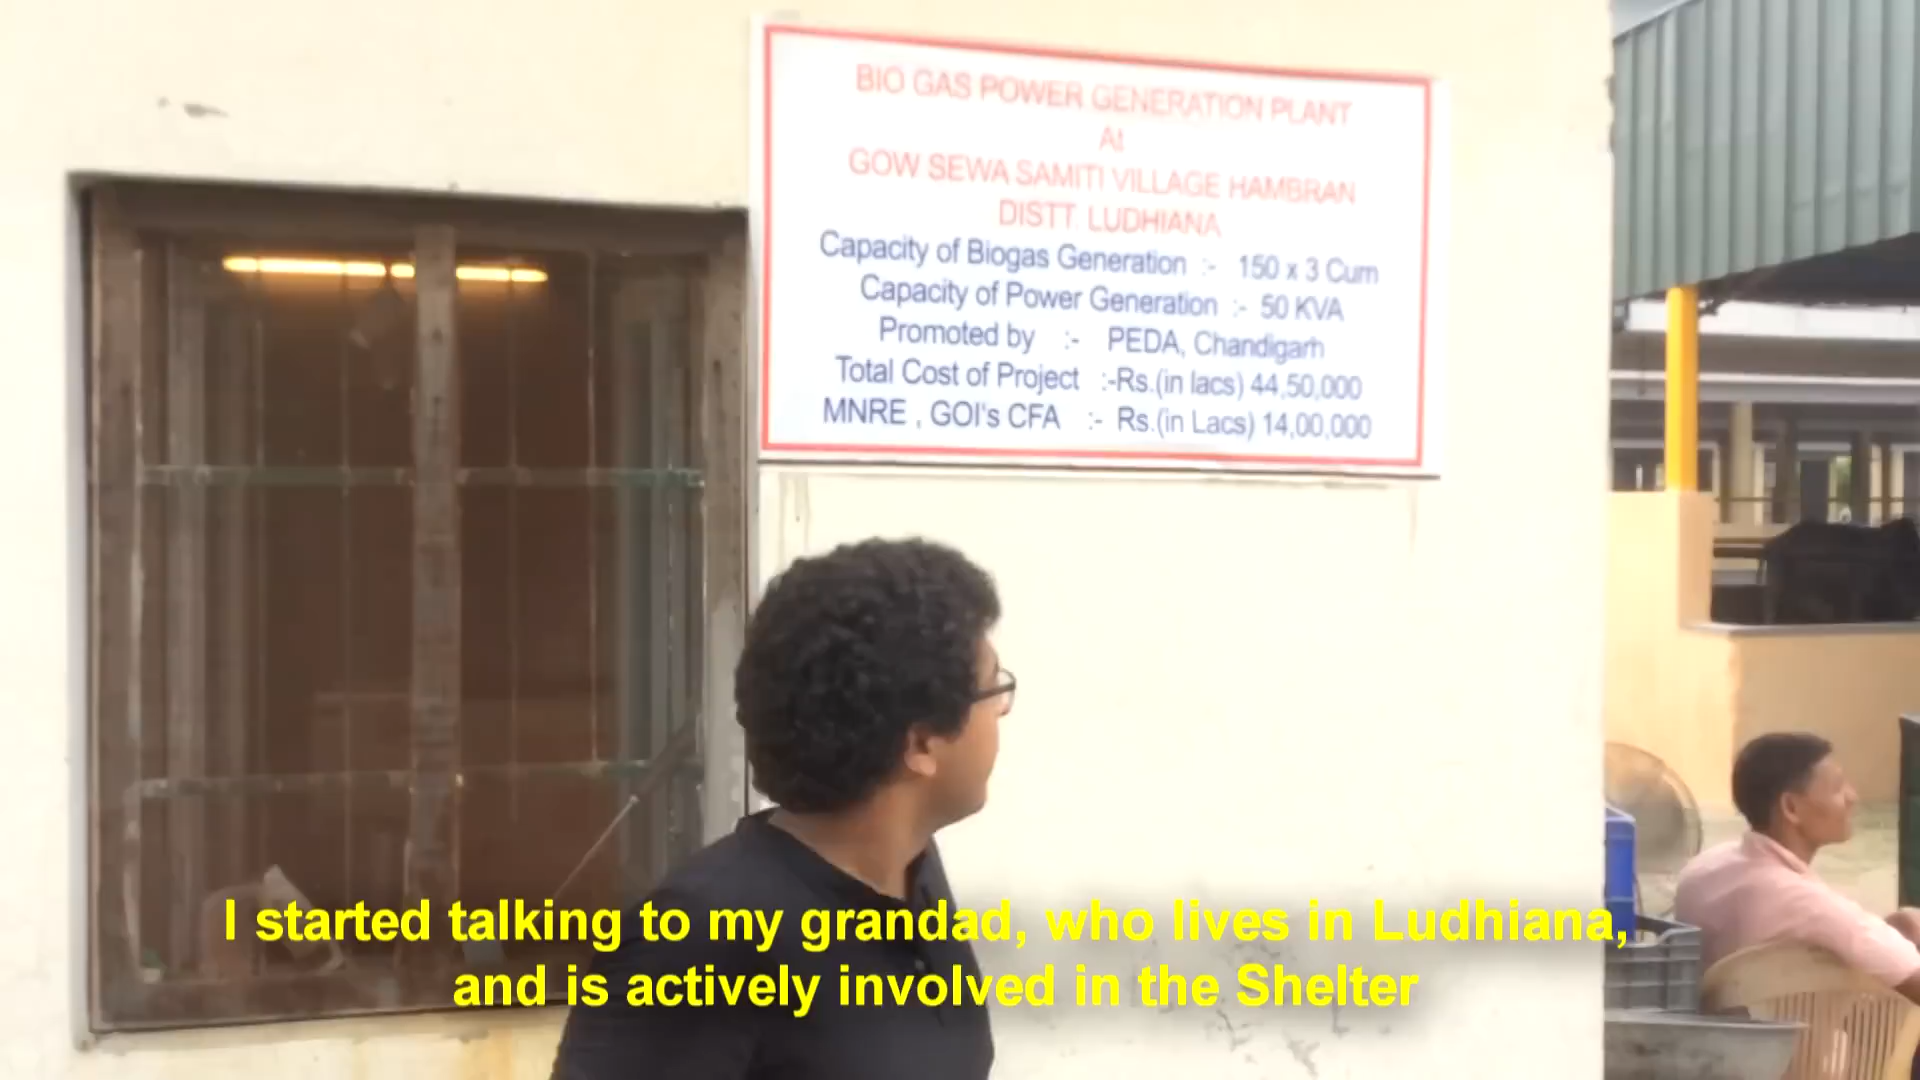 BIO GAS POWER GENERATION PLANT
At
GOW SEWA SAMITI VILLAGE HAMBRAN
DISTT. LUDHIANA
Capacity of Biogas Generation :- 150 x 3 Cum
Capacity of Power Generation :- 50 KVA
Promoted by :- PEDA, Chandigarh
Total Cost of Project :-Rs.(in lacs) 44,50,000
MNRE , GOI's CFA :- Rs.(in Lacs) 14,00,000
I started talking to my grandad, who lives in Ludhiana,
and is actively involved in the Shelter